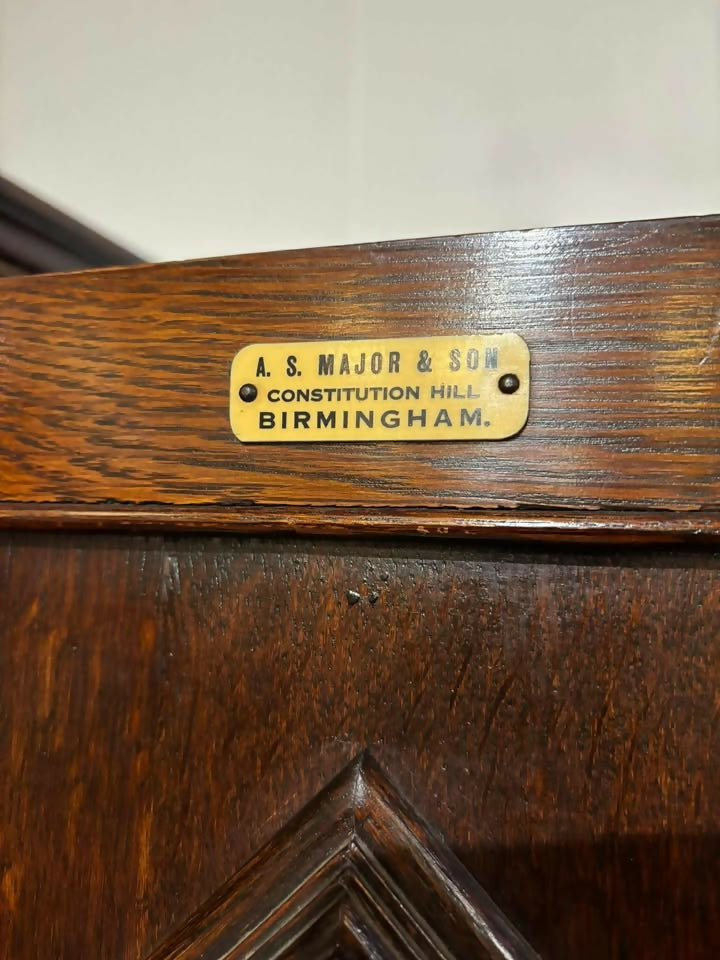 A. S. MAJOR & SON
CONSTITUTION HILL
BIRMINGHAM.